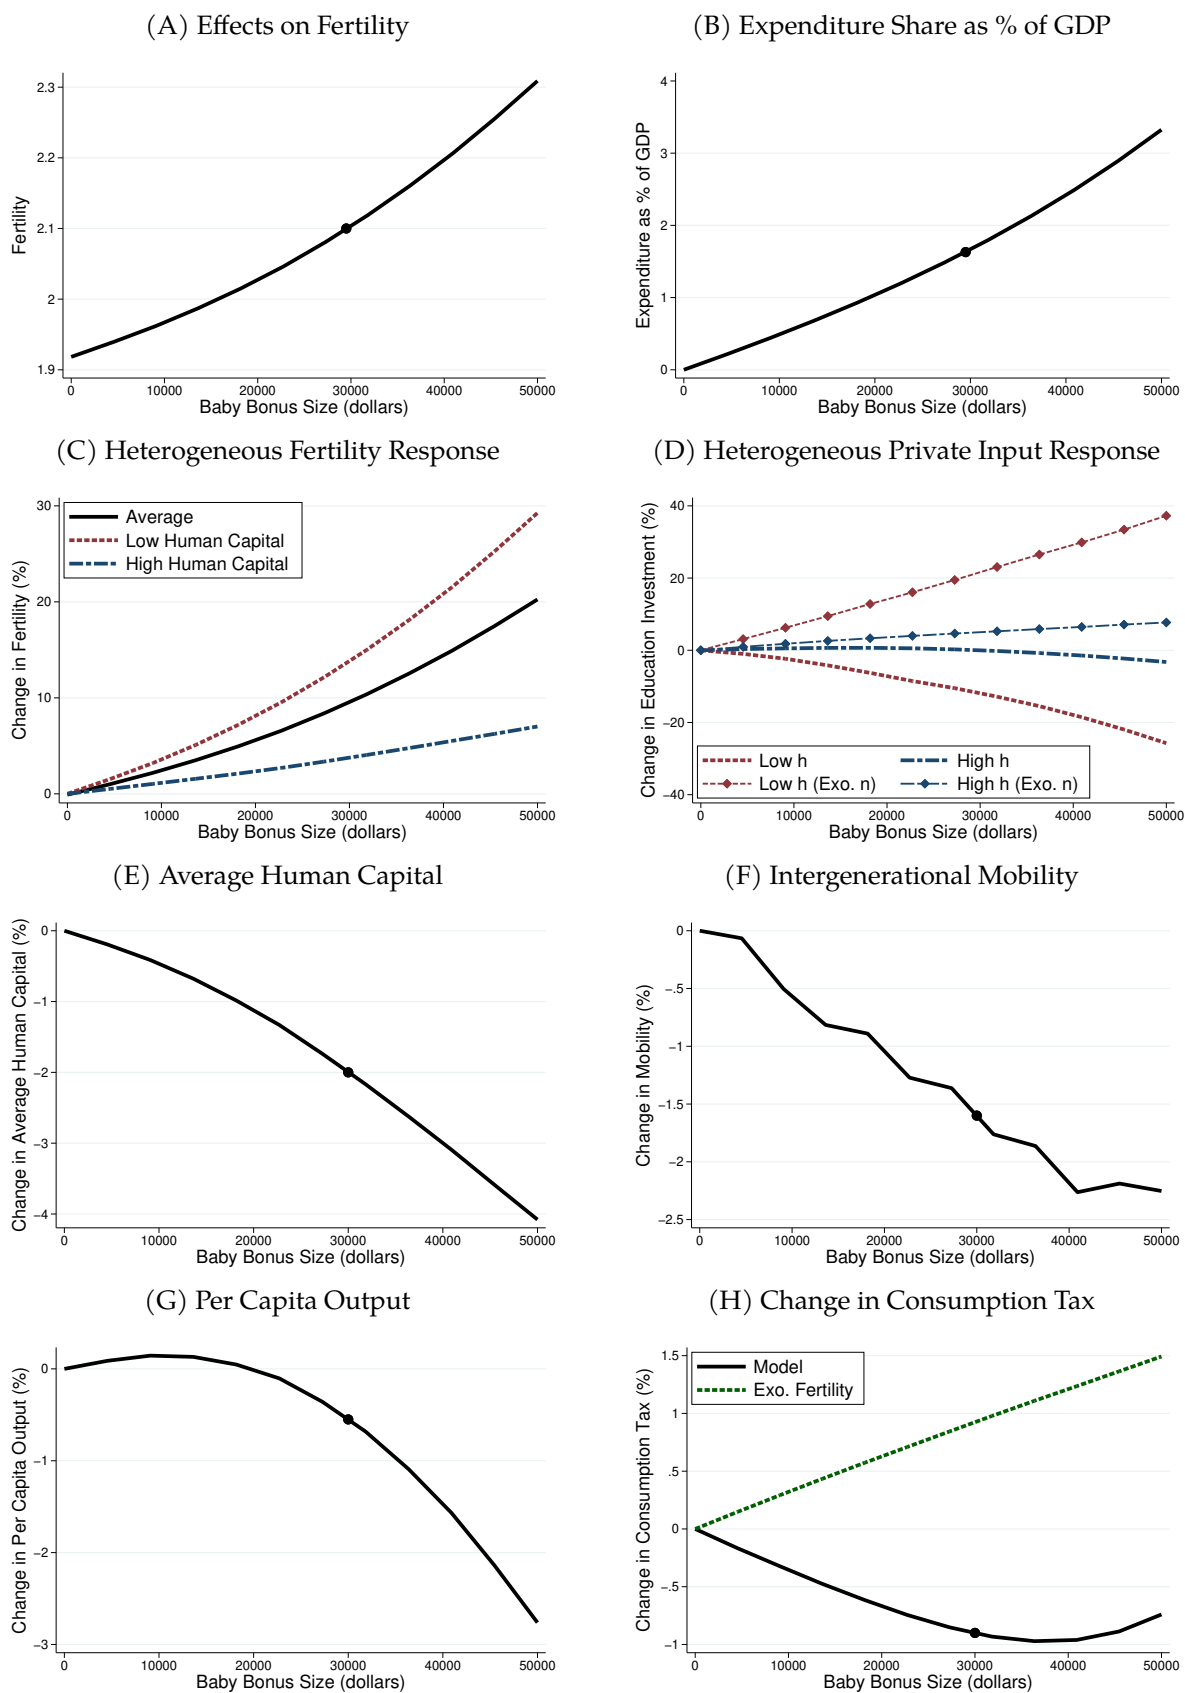 (A) Effects on Fertility
Fertility
2.3
2.2
2.1
2
1.9
0 10000 20000 30000 40000 50000
Baby Bonus Size (dollars)
(B) Expenditure Share as % of GDP
Expenditure as % of GDP
4
3
2
1
0
0 10000 20000 30000 40000 50000
Baby Bonus Size (dollars)
(C) Heterogeneous Fertility Response
Change in Fertility (%)
30
20
10
0
Average
Low Human Capital
High Human Capital
0 10000 20000 30000 40000 50000
Baby Bonus Size (dollars)
(D) Heterogeneous Private Input Response
Change in Education Investment (%)
40
20
0
−20
−40
Low h
High h
Low h (Exo. n)
High h (Exo. n)
0 10000 20000 30000 40000 50000
Baby Bonus Size (dollars)
(E) Average Human Capital
Change in Average Human Capital (%)
0
−1
−2
−3
−4
0 10000 20000 30000 40000 50000
Baby Bonus Size (dollars)
(F) Intergenerational Mobility
Change in Mobility (%)
0
−.5
−1
−1.5
−2
−2.5
0 10000 20000 30000 40000 50000
Baby Bonus Size (dollars)
(G) Per Capita Output
Change in Per Capita Output (%)
0
−1
−2
−3
0 10000 20000 30000 40000 50000
Baby Bonus Size (dollars)
(H) Change in Consumption Tax
Change in Consumption Tax (%)
1.5
1
.5
0
−.5
−1
Model
Exo. Fertility
0 10000 20000 30000 40000 50000
Baby Bonus Size (dollars)